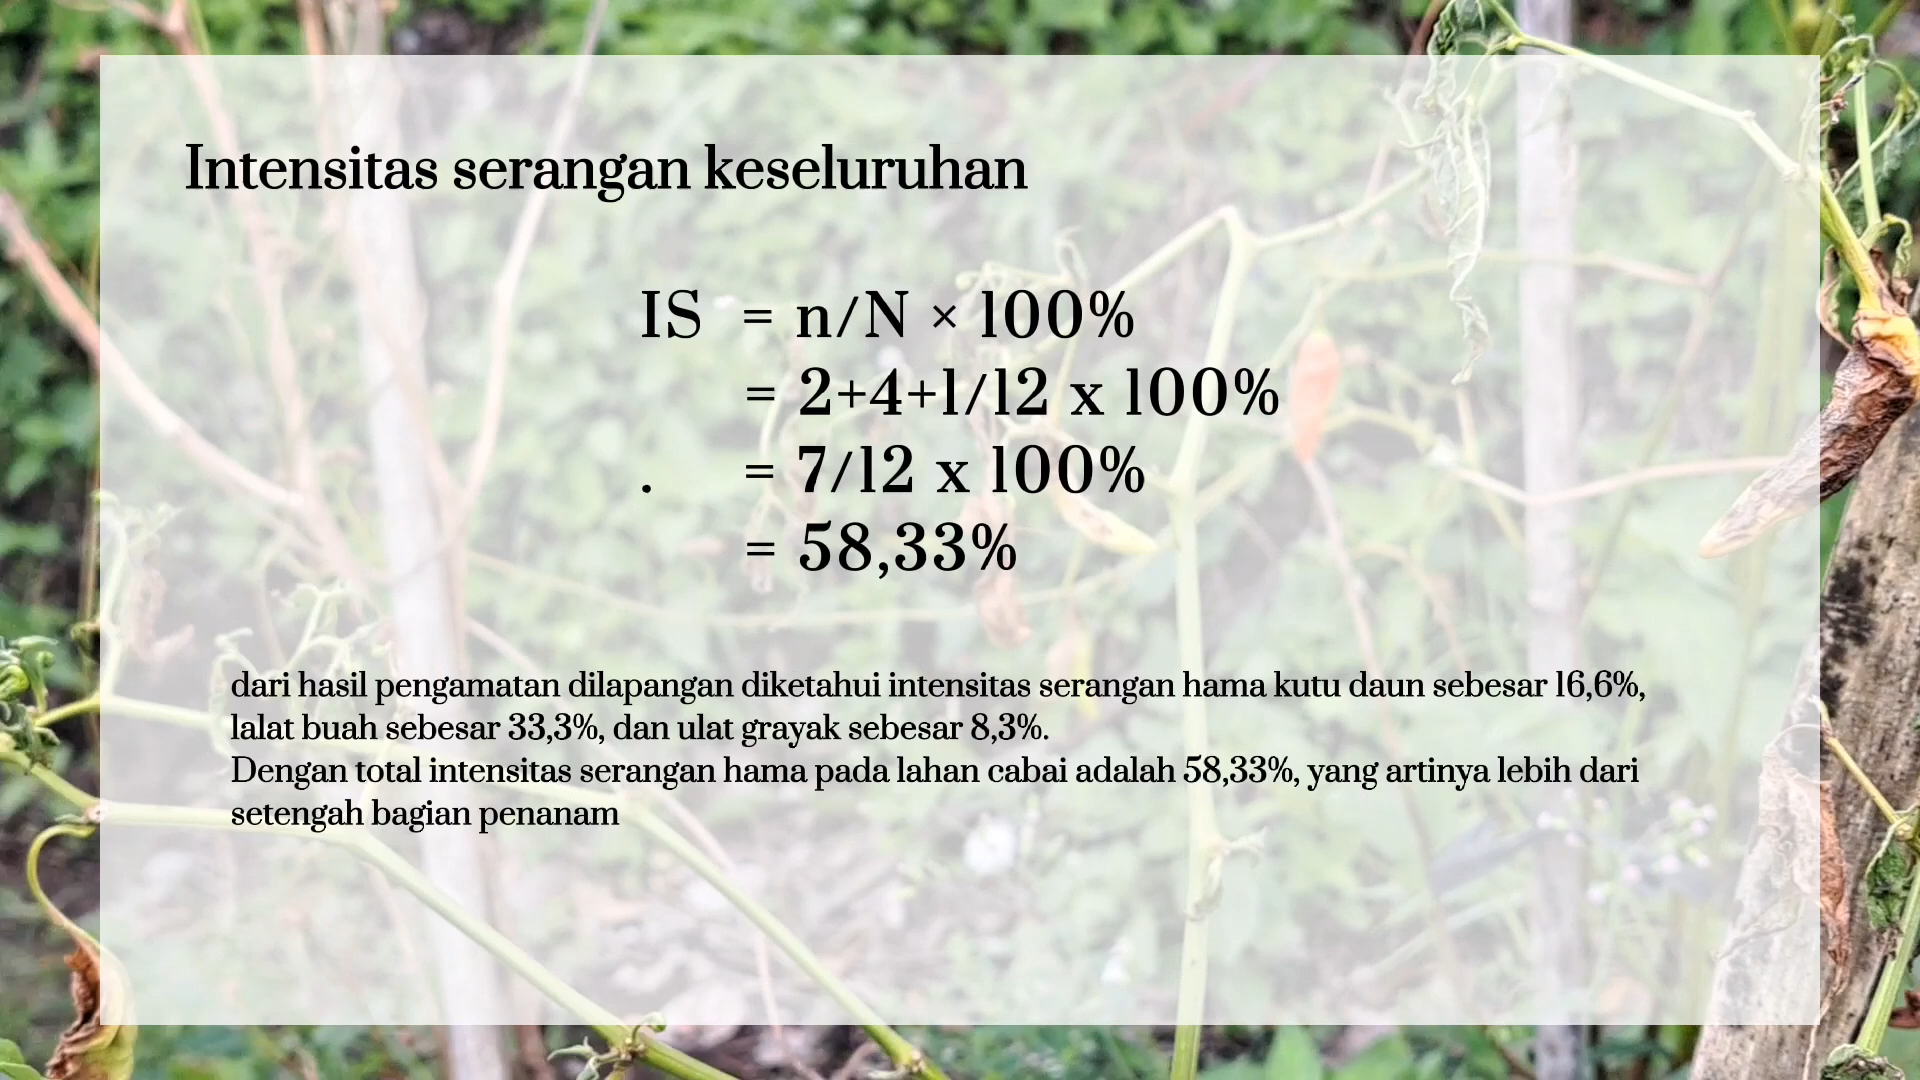 Intensitas serangan keseluruhan
IS = n/N × 100%
= 2+4+1/12 x 100%
. = 7/12 x 100%
= 58,33%
dari hasil pengamatan dilapangan diketahui intensitas serangan hama kutu daun sebesar 16,6%,
lalat buah sebesar 33,3%, dan ulat grayak sebesar 8,3%.
Dengan total intensitas serangan hama pada lahan cabai adalah 58,33%, yang artinya lebih dari
setengah bagian penanam